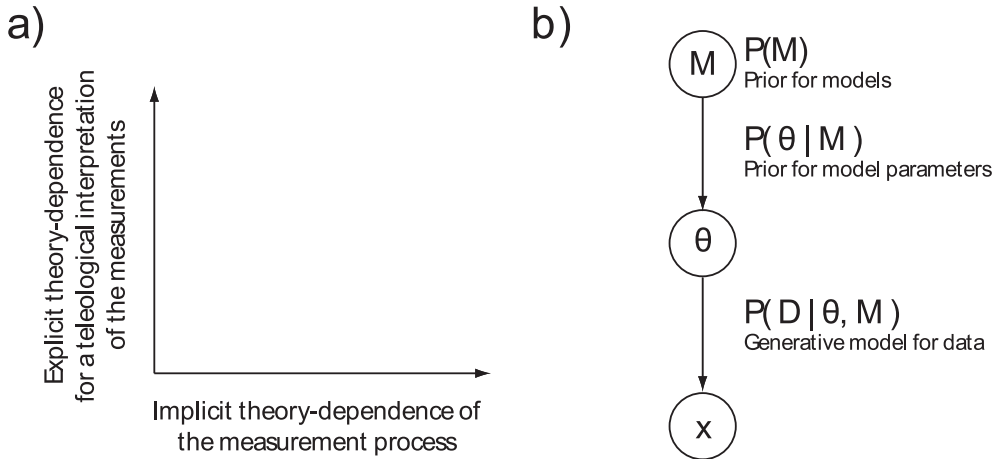 a)
Explicit theory-dependence
for a teleological interpretation
of the measurements
Implicit theory-dependence of
the measurement process
b)
M
P(M)
Prior for models
P(θ | M)
Prior for model parameters
θ
P(D | θ, M)
Generative model for data
x